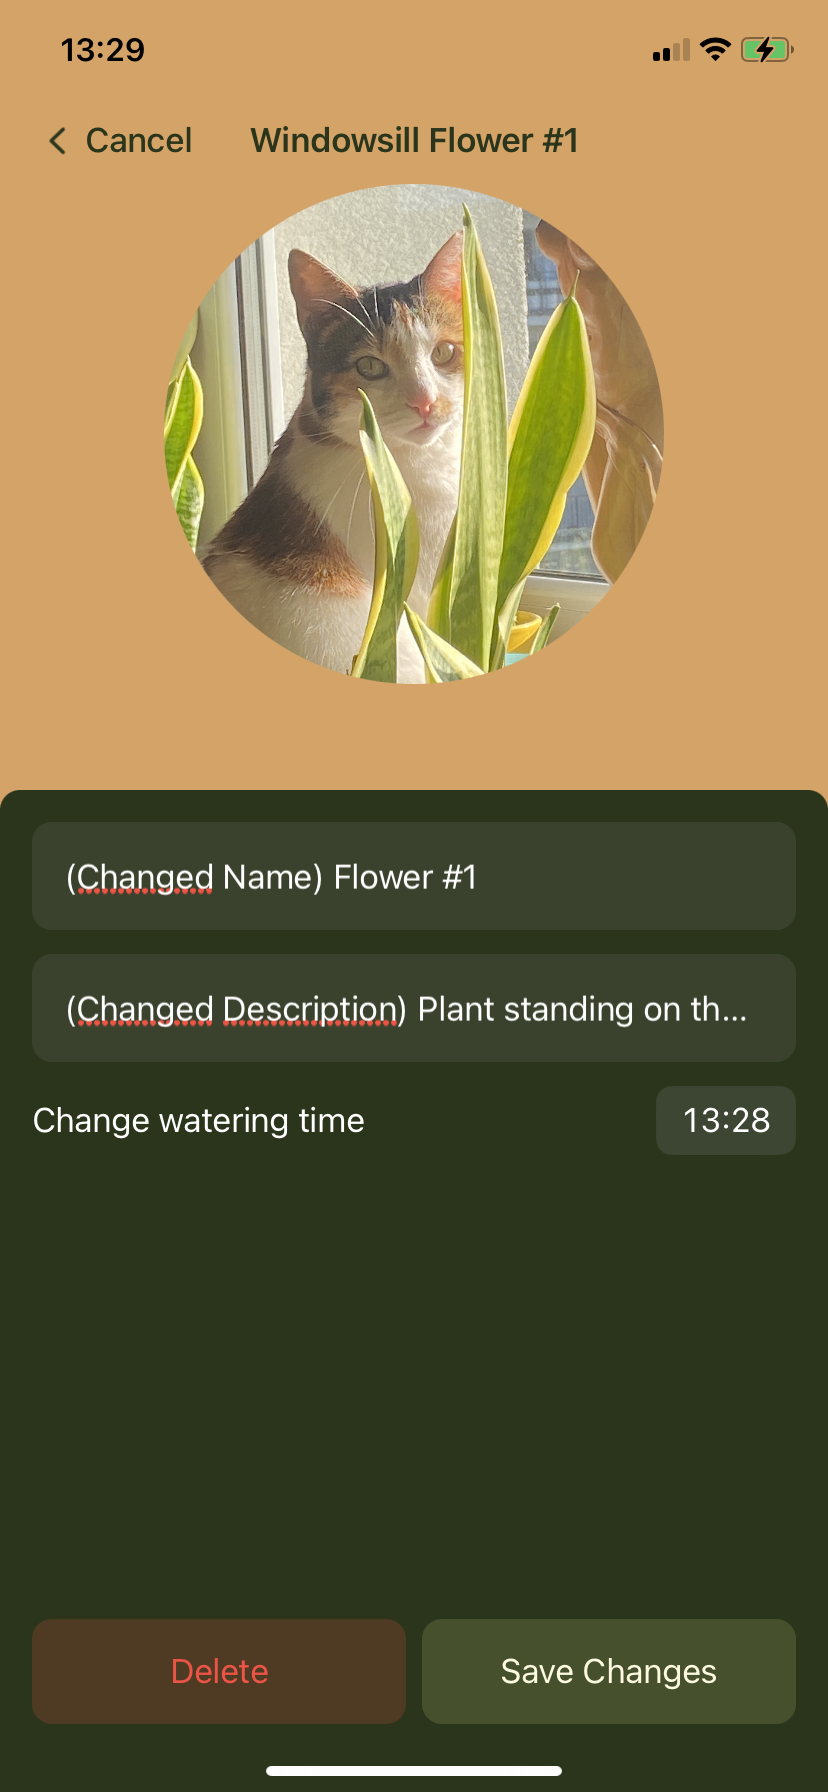 13:29
Cancel Windowsill Flower #1
(Changed Name) Flower #1
(Changed Description) Plant standing on th...
Change watering time 13:28
Delete Save Changes